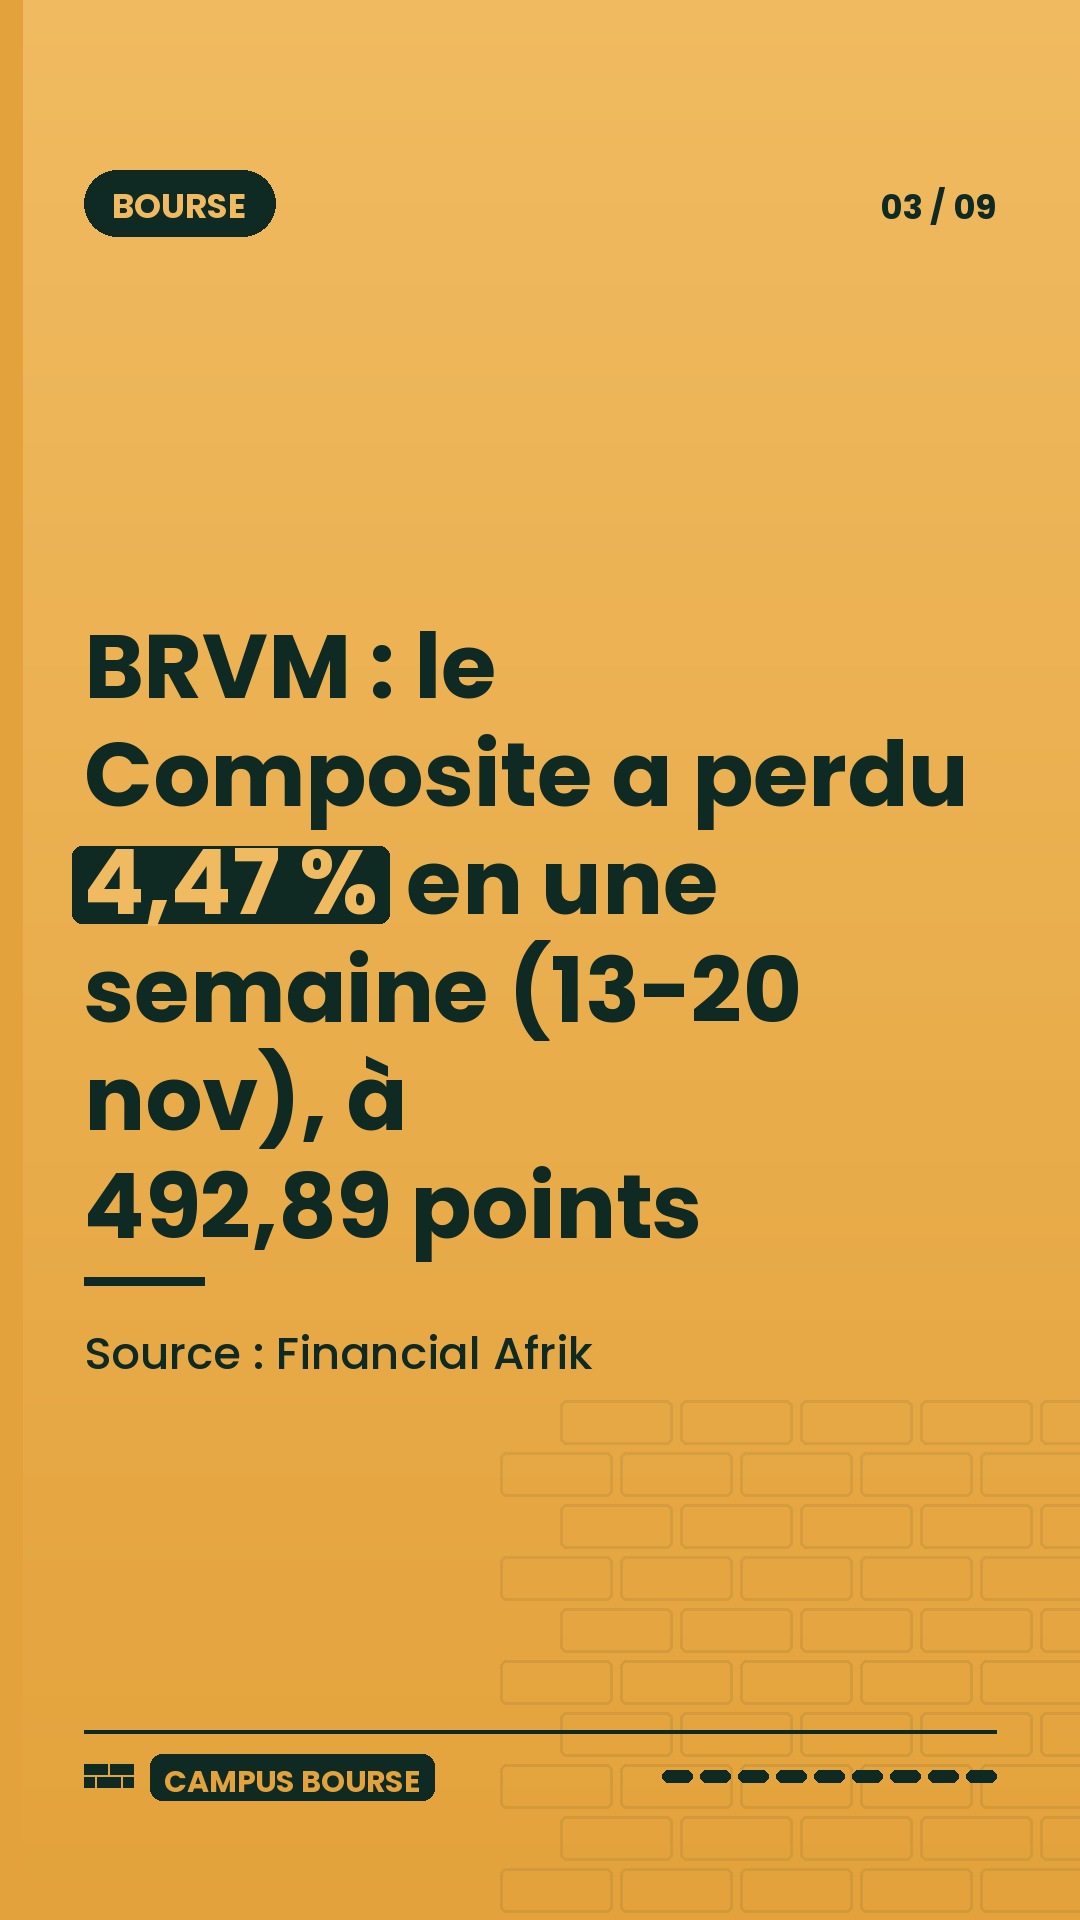 BOURSE
03 / 09
BRVM : le
Composite a perdu
4,47 % en une
semaine (13-20
nov), à
492,89 points
Source : Financial Afrik
CAMPUS BOURSE